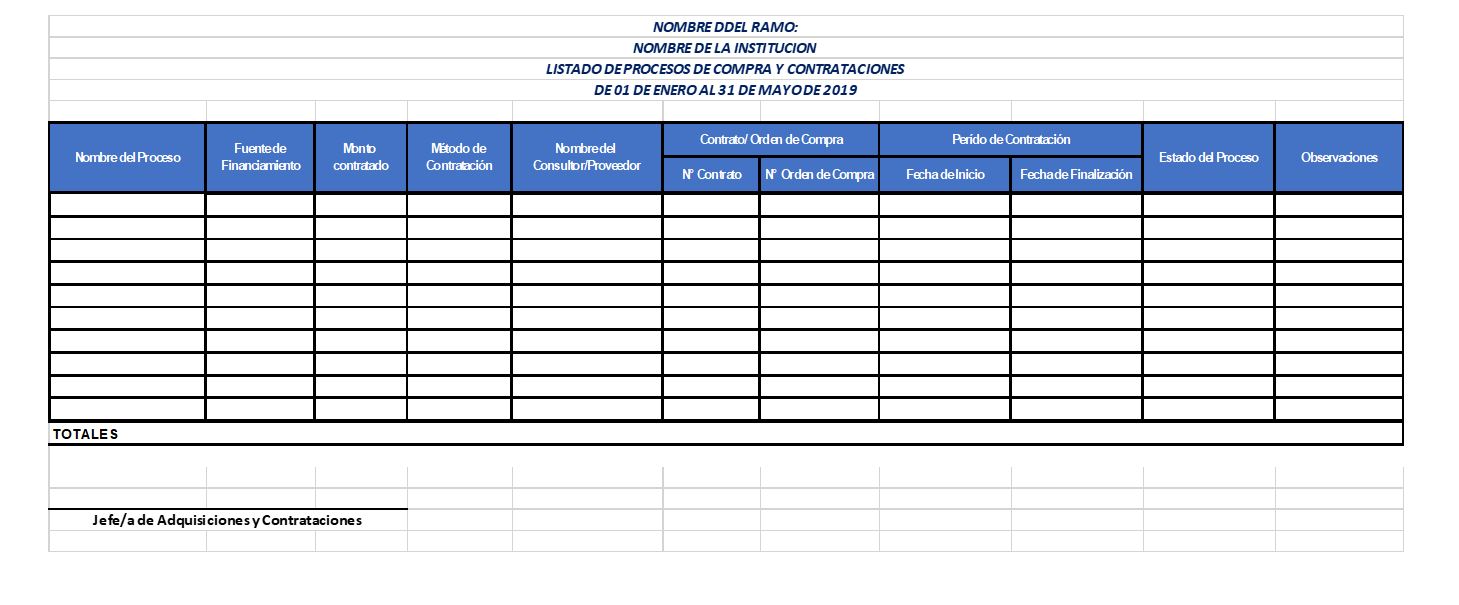 NOMBRE DDEL RAMO:
NOMBRE DE LA INSTITUCION
LISTADO DE PROCESOS DE COMPRA Y CONTRATACIONES
DE 01 DE ENERO AL 31 DE MAYO DE 2019
Nombre del Proceso
Fuente de
Financiamiento
Monto
contratado
Método de
Contratación
Nombre del
Consultor/Proveedor
Contrato/ Orden de Compra
N° Contrato
N° Orden de Compra
Perído de Contratación
Fecha de Inicio
Fecha de Finalización
Estado del Proceso
Observaciones
TOTALES
Jefe/a de Adquisiciones y Contrataciones